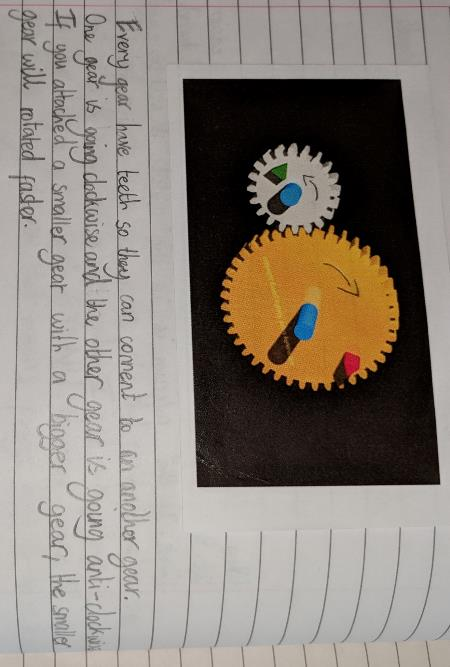 Every gear have teeth so they can conment to an another gear.
One gear is going clockwise and the other gear is going anti-clockwise
If you attached a smaller gear with a bigger gear, the smaller
gear will rotated faster.